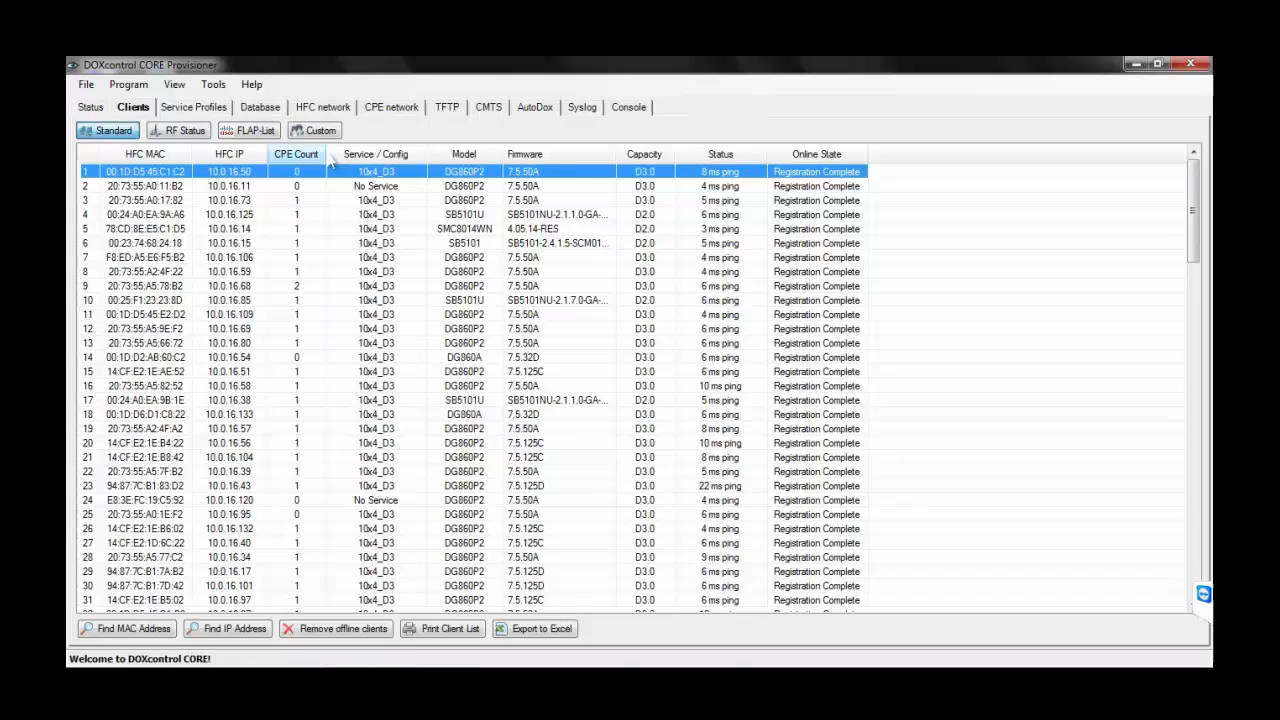 DOXcontrol CORE Provisioner
File Program View Tools Help
Status Clients Service Profiles Database HFC network CPE network TFTP CMTS AutoDox Syslog Console
Standard RF Status FLAP-List Custom
HFC MAC HFC IP CPE Count Service / Config Model Firmware Capacity Status Online State
1 00:1D:D5:45:C1:C2 10.0.16.50 0 10x4_D3 DG860P2 7.5.50A D3.0 8 ms ping Registration Complete
2 20:73:55:A0:11:B2 10.0.16.11 0 No Service DG860P2 7.5.50A D3.0 4 ms ping Registration Complete
3 20:73:55:A0:17:82 10.0.16.73 1 10x4_D3 DG860P2 7.5.50A D3.0 5 ms ping Registration Complete
4 00:24:A0:EA:9A:A6 10.0.16.125 1 10x4_D3 SB5101U SB5101NU-2.1.1.0-GA-... D2.0 6 ms ping Registration Complete
5 78:CD:8E:E5:C1:D5 10.0.16.14 1 10x4_D3 SMC8014WN 4.05.14-RES D2.0 3 ms ping Registration Complete
6 00:23:74:68:24:18 10.0.16.15 1 10x4_D3 SB5101 SB5101-2.4.1.5-SCM01... D2.0 5 ms ping Registration Complete
7 F8:ED:A5:E6:F5:B2 10.0.16.106 1 10x4_D3 DG860P2 7.5.50A D3.0 4 ms ping Registration Complete
8 20:73:55:A2:4F:22 10.0.16.59 1 10x4_D3 DG860P2 7.5.50A D3.0 4 ms ping Registration Complete
9 20:73:55:A5:78:B2 10.0.16.68 2 10x4_D3 DG860P2 7.5.50A D3.0 6 ms ping Registration Complete
10 00:25:F1:23:23:8D 10.0.16.85 1 10x4_D3 SB5101U SB5101NU-2.1.7.0-GA-... D2.0 6 ms ping Registration Complete
11 00:1D:D5:45:E2:D2 10.0.16.109 1 10x4_D3 DG860P2 7.5.50A D3.0 4 ms ping Registration Complete
12 20:73:55:A5:9E:F2 10.0.16.69 1 10x4_D3 DG860P2 7.5.50A D3.0 6 ms ping Registration Complete
13 20:73:55:A5:66:72 10.0.16.80 1 10x4_D3 DG860P2 7.5.50A D3.0 6 ms ping Registration Complete
14 00:1D:D2:AB:60:C2 10.0.16.54 0 10x4_D3 DG860A 7.5.32D D3.0 6 ms ping Registration Complete
15 14:CF:E2:1E:AE:52 10.0.16.51 1 10x4_D3 DG860P2 7.5.125C D3.0 6 ms ping Registration Complete
16 20:73:55:A5:82:52 10.0.16.58 1 10x4_D3 DG860P2 7.5.50A D3.0 10 ms ping Registration Complete
17 00:24:A0:EA:9B:1E 10.0.16.38 1 10x4_D3 SB5101U SB5101NU-2.1.1.0-GA-... D2.0 5 ms ping Registration Complete
18 00:1D:D6:D1:C8:22 10.0.16.133 1 10x4_D3 DG860A 7.5.32D D3.0 6 ms ping Registration Complete
19 20:73:55:A2:4F:A2 10.0.16.57 1 10x4_D3 DG860P2 7.5.50A D3.0 8 ms ping Registration Complete
20 14:CF:E2:1E:B4:22 10.0.16.56 1 10x4_D3 DG860P2 7.5.125C D3.0 10 ms ping Registration Complete
21 14:CF:E2:1E:B8:42 10.0.16.104 1 10x4_D3 DG860P2 7.5.125C D3.0 8 ms ping Registration Complete
22 20:73:55:A5:7F:B2 10.0.16.39 1 10x4_D3 DG860P2 7.5.50A D3.0 5 ms ping Registration Complete
23 94:87:7C:B1:83:D2 10.0.16.43 1 10x4_D3 DG860P2 7.5.125D D3.0 22 ms ping Registration Complete
24 E8:3E:FC:19:C5:92 10.0.16.120 0 No Service DG860P2 7.5.50A D3.0 4 ms ping Registration Complete
25 20:73:55:A0:1E:F2 10.0.16.95 0 10x4_D3 DG860P2 7.5.50A D3.0 6 ms ping Registration Complete
26 14:CF:E2:1E:B6:02 10.0.16.132 1 10x4_D3 DG860P2 7.5.125C D3.0 4 ms ping Registration Complete
27 14:CF:E2:1D:6C:22 10.0.16.40 1 10x4_D3 DG860P2 7.5.125C D3.0 6 ms ping Registration Complete
28 20:73:55:A5:77:C2 10.0.16.34 1 10x4_D3 DG860P2 7.5.50A D3.0 9 ms ping Registration Complete
29 94:87:7C:B1:7A:B2 10.0.16.17 1 10x4_D3 DG860P2 7.5.125D D3.0 6 ms ping Registration Complete
30 94:87:7C:B1:7D:42 10.0.16.101 1 10x4_D3 DG860P2 7.5.125D D3.0 6 ms ping Registration Complete
31 14:CF:E2:1E:B5:02 10.0.16.97 1 10x4_D3 DG860P2 7.5.125C D3.0 6 ms ping Registration Complete
Find MAC Address Find IP Address Remove offline clients Print Client List Export to Excel
Welcome to DOXcontrol CORE!